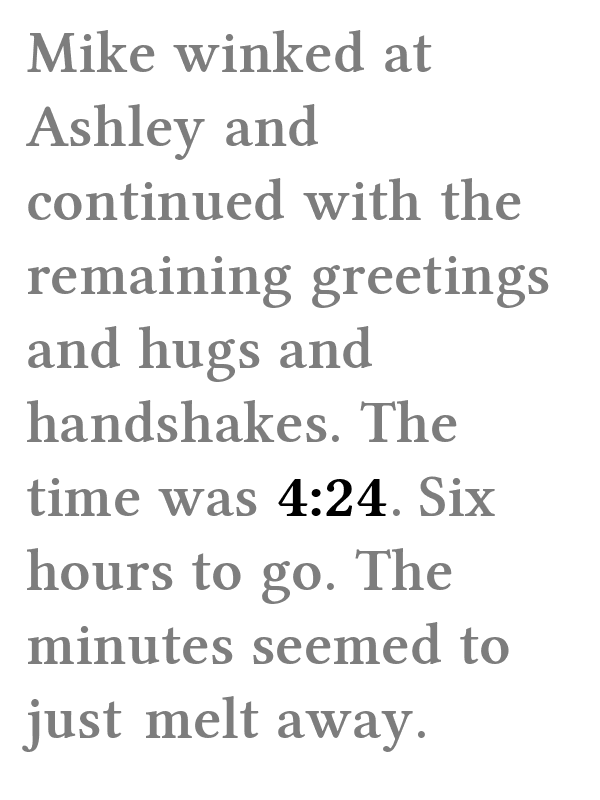 Mike winked at
Ashley and
continued with the
remaining greetings
and hugs and
handshakes. The
time was 4:24. Six
hours to go. The
minutes seemed to
just melt away.